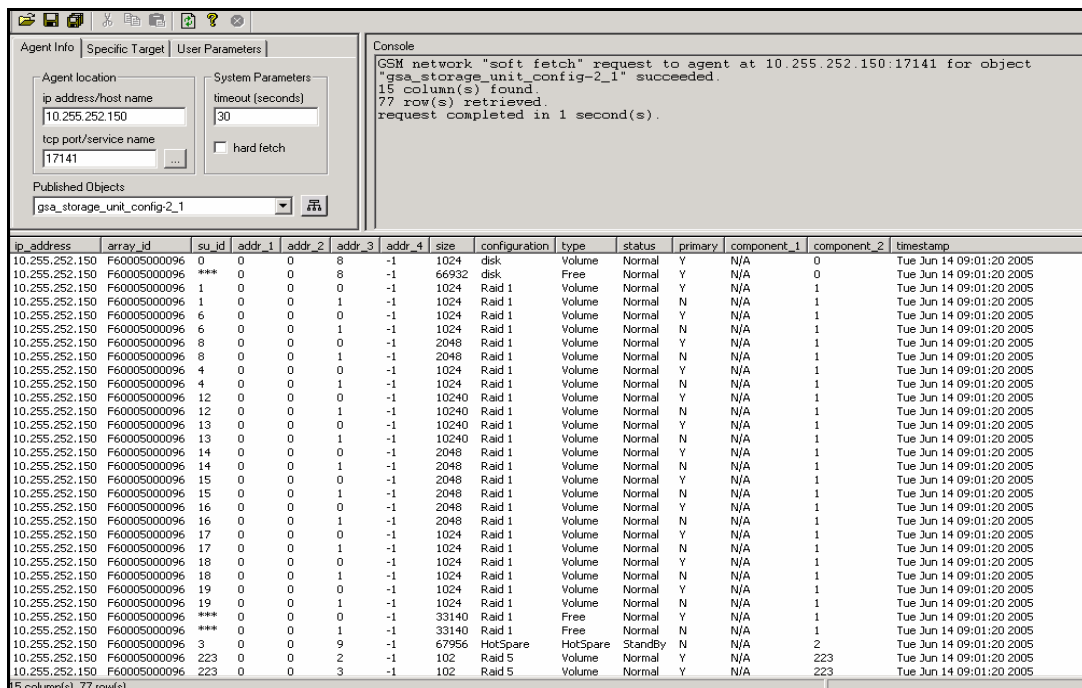 Agent Info Specific Target User Parameters
Agent location
ip address/host name
10.255.252.150
tcp port/service name
17141 ...
System Parameters
timeout (seconds)
30
hard fetch
Published Objects
gsa_storage_unit_config-2_1
Console
GSM network "soft fetch" request to agent at 10.255.252.150:17141 for object
"gsa_storage_unit_config-2_1" succeeded.
15 column(s) found.
77 row(s) retrieved.
request completed in 1 second(s).
ip_address array_id su_id addr_1 addr_2 addr_3 addr_4 size configuration type status primary component_1 component_2 timestamp
10.255.252.150 F60005000096 0 0 0 8 -1 1024 disk Volume Normal Y N/A 0 Tue Jun 14 09:01:20 2005
10.255.252.150 F60005000096 *** 0 0 8 -1 66932 disk Free Normal Y N/A 0 Tue Jun 14 09:01:20 2005
10.255.252.150 F60005000096 1 0 0 0 -1 1024 Raid 1 Volume Normal Y N/A 1 Tue Jun 14 09:01:20 2005
10.255.252.150 F60005000096 1 0 0 1 -1 1024 Raid 1 Volume Normal N N/A 1 Tue Jun 14 09:01:20 2005
10.255.252.150 F60005000096 6 0 0 0 -1 1024 Raid 1 Volume Normal Y N/A 1 Tue Jun 14 09:01:20 2005
10.255.252.150 F60005000096 6 0 0 1 -1 1024 Raid 1 Volume Normal N N/A 1 Tue Jun 14 09:01:20 2005
10.255.252.150 F60005000096 8 0 0 0 -1 2048 Raid 1 Volume Normal Y N/A 1 Tue Jun 14 09:01:20 2005
10.255.252.150 F60005000096 8 0 0 1 -1 2048 Raid 1 Volume Normal N N/A 1 Tue Jun 14 09:01:20 2005
10.255.252.150 F60005000096 4 0 0 0 -1 1024 Raid 1 Volume Normal Y N/A 1 Tue Jun 14 09:01:20 2005
10.255.252.150 F60005000096 4 0 0 1 -1 1024 Raid 1 Volume Normal N N/A 1 Tue Jun 14 09:01:20 2005
10.255.252.150 F60005000096 12 0 0 0 -1 10240 Raid 1 Volume Normal Y N/A 1 Tue Jun 14 09:01:20 2005
10.255.252.150 F60005000096 12 0 0 1 -1 10240 Raid 1 Volume Normal N N/A 1 Tue Jun 14 09:01:20 2005
10.255.252.150 F60005000096 13 0 0 0 -1 10240 Raid 1 Volume Normal Y N/A 1 Tue Jun 14 09:01:20 2005
10.255.252.150 F60005000096 13 0 0 1 -1 10240 Raid 1 Volume Normal N N/A 1 Tue Jun 14 09:01:20 2005
10.255.252.150 F60005000096 14 0 0 0 -1 2048 Raid 1 Volume Normal Y N/A 1 Tue Jun 14 09:01:20 2005
10.255.252.150 F60005000096 14 0 0 1 -1 2048 Raid 1 Volume Normal N N/A 1 Tue Jun 14 09:01:20 2005
10.255.252.150 F60005000096 15 0 0 0 -1 2048 Raid 1 Volume Normal Y N/A 1 Tue Jun 14 09:01:20 2005
10.255.252.150 F60005000096 15 0 0 1 -1 2048 Raid 1 Volume Normal N N/A 1 Tue Jun 14 09:01:20 2005
10.255.252.150 F60005000096 16 0 0 0 -1 2048 Raid 1 Volume Normal Y N/A 1 Tue Jun 14 09:01:20 2005
10.255.252.150 F60005000096 16 0 0 1 -1 2048 Raid 1 Volume Normal N N/A 1 Tue Jun 14 09:01:20 2005
10.255.252.150 F60005000096 17 0 0 0 -1 1024 Raid 1 Volume Normal Y N/A 1 Tue Jun 14 09:01:20 2005
10.255.252.150 F60005000096 17 0 0 1 -1 1024 Raid 1 Volume Normal N N/A 1 Tue Jun 14 09:01:20 2005
10.255.252.150 F60005000096 18 0 0 0 -1 1024 Raid 1 Volume Normal Y N/A 1 Tue Jun 14 09:01:20 2005
10.255.252.150 F60005000096 18 0 0 1 -1 1024 Raid 1 Volume Normal N N/A 1 Tue Jun 14 09:01:20 2005
10.255.252.150 F60005000096 19 0 0 0 -1 1024 Raid 1 Volume Normal Y N/A 1 Tue Jun 14 09:01:20 2005
10.255.252.150 F60005000096 19 0 0 1 -1 1024 Raid 1 Volume Normal N N/A 1 Tue Jun 14 09:01:20 2005
10.255.252.150 F60005000096 *** 0 0 0 -1 33140 Raid 1 Free Normal Y N/A 1 Tue Jun 14 09:01:20 2005
10.255.252.150 F60005000096 *** 0 0 1 -1 33140 Raid 1 Free Normal N N/A 1 Tue Jun 14 09:01:20 2005
10.255.252.150 F60005000096 3 0 0 9 -1 67956 HotSpare HotSpare StandBy N N/A 2 Tue Jun 14 09:01:20 2005
10.255.252.150 F60005000096 223 0 0 2 -1 102 Raid 5 Volume Normal Y N/A 223 Tue Jun 14 09:01:20 2005
10.255.252.150 F60005000096 223 0 0 3 -1 102 Raid 5 Volume Normal Y N/A 223 Tue Jun 14 09:01:20 2005
15 column(s), 77 row(s)